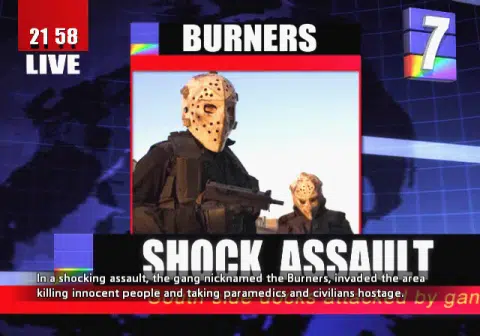 21 58
LIVE
BURNERS
7
SHOCK ASSAULT
In a shocking assault, the gang nicknamed the Burners, invaded the area
killing innocent people and taking paramedics and civilians hostage.
South side docks attacked by gan